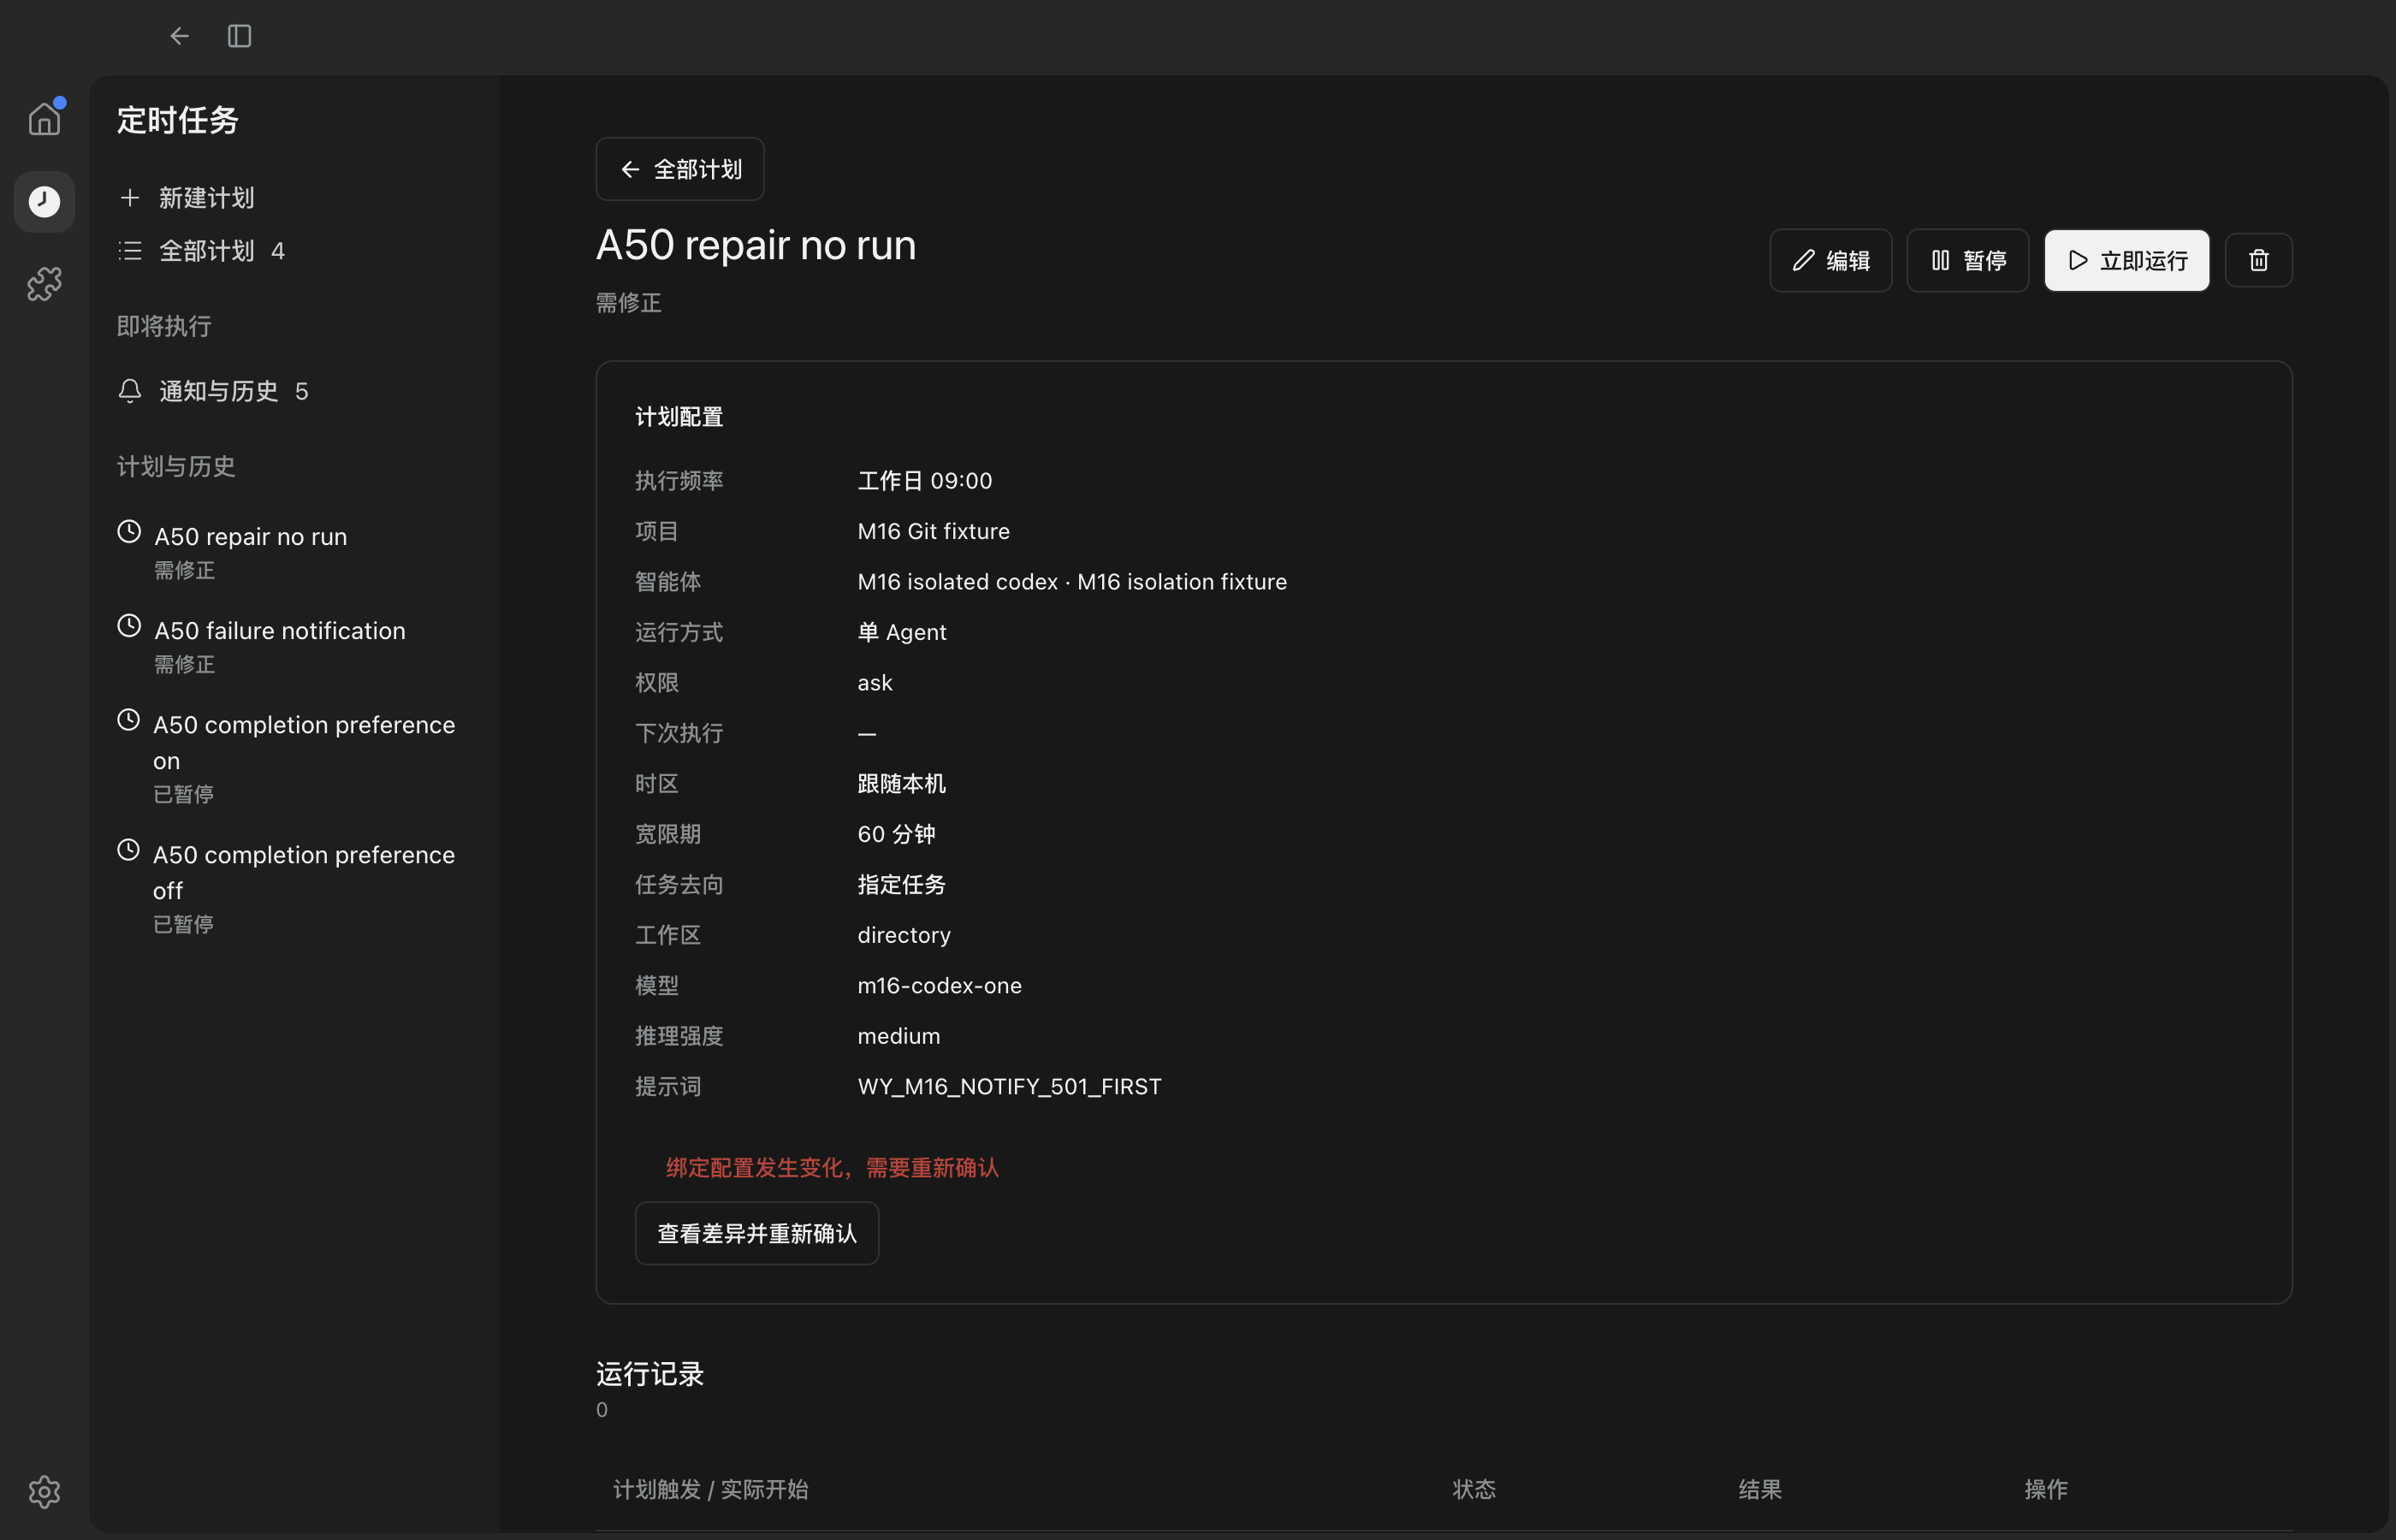 定时任务
新建计划
全部计划 4
即将执行
通知与历史 5
计划与历史
A50 repair no run
需修正
A50 failure notification
需修正
A50 completion preference
on
已暂停
A50 completion preference
off
已暂停
全部计划
A50 repair no run
需修正
编辑
暂停
立即运行
计划配置
执行频率 工作日 09:00
项目 M16 Git fixture
智能体 M16 isolated codex · M16 isolation fixture
运行方式 单 Agent
权限 ask
下次执行 —
时区 跟随本机
宽限期 60 分钟
任务去向 指定任务
工作区 directory
模型 m16-codex-one
推理强度 medium
提示词 WY_M16_NOTIFY_501_FIRST
绑定配置发生变化，需要重新确认
查看差异并重新确认
运行记录
0
计划触发 / 实际开始 状态 结果 操作